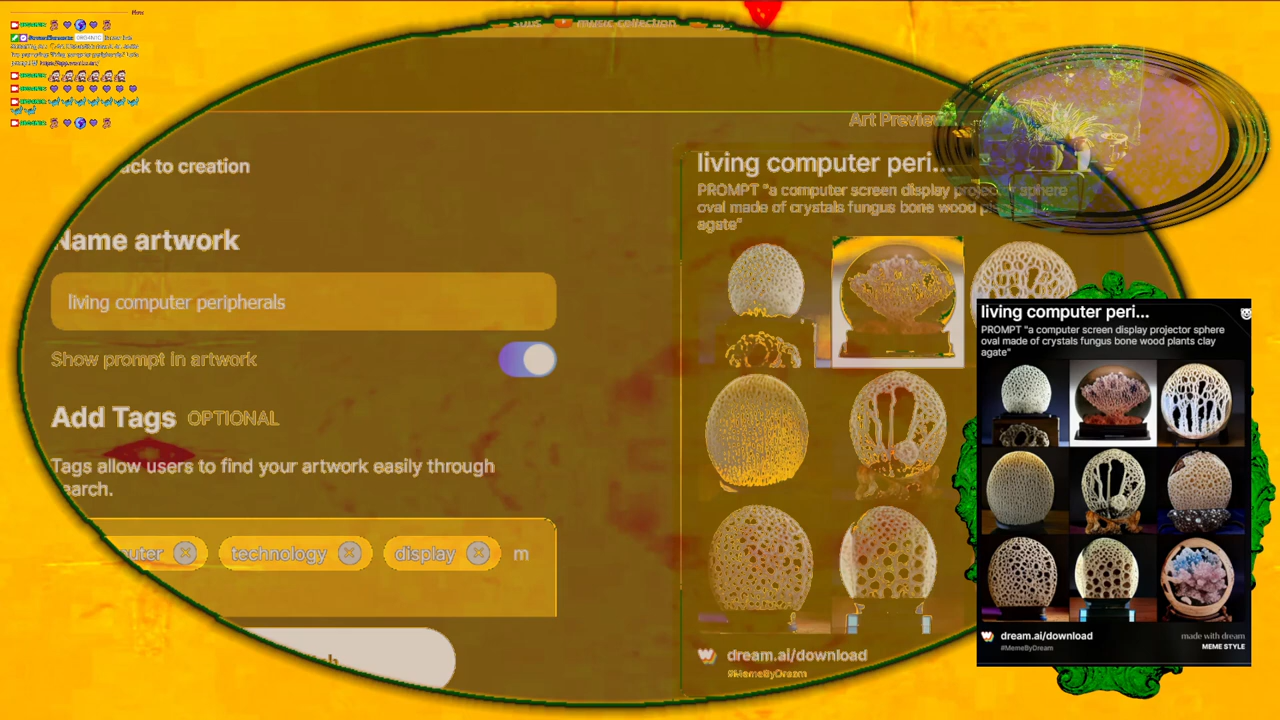 music collection
Art Preview
ack to creation
living computer peri...
PROMPT "a computer screen display projector sphere
oval made of crystals fungus bone wood
agate"
Name artwork
living computer peripherals
Show prompt in artwork
Add Tags OPTIONAL
Tags allow users to find your artwork easily through
earch.
uter technology display m
dream.ai/download
#MemeByDream
living computer peri...
PROMPT "a computer screen display projector sphere
oval made of crystals fungus bone wood plants clay
agate"
dream.ai/download
#MemeByDream
made with dream
MEME STYLE